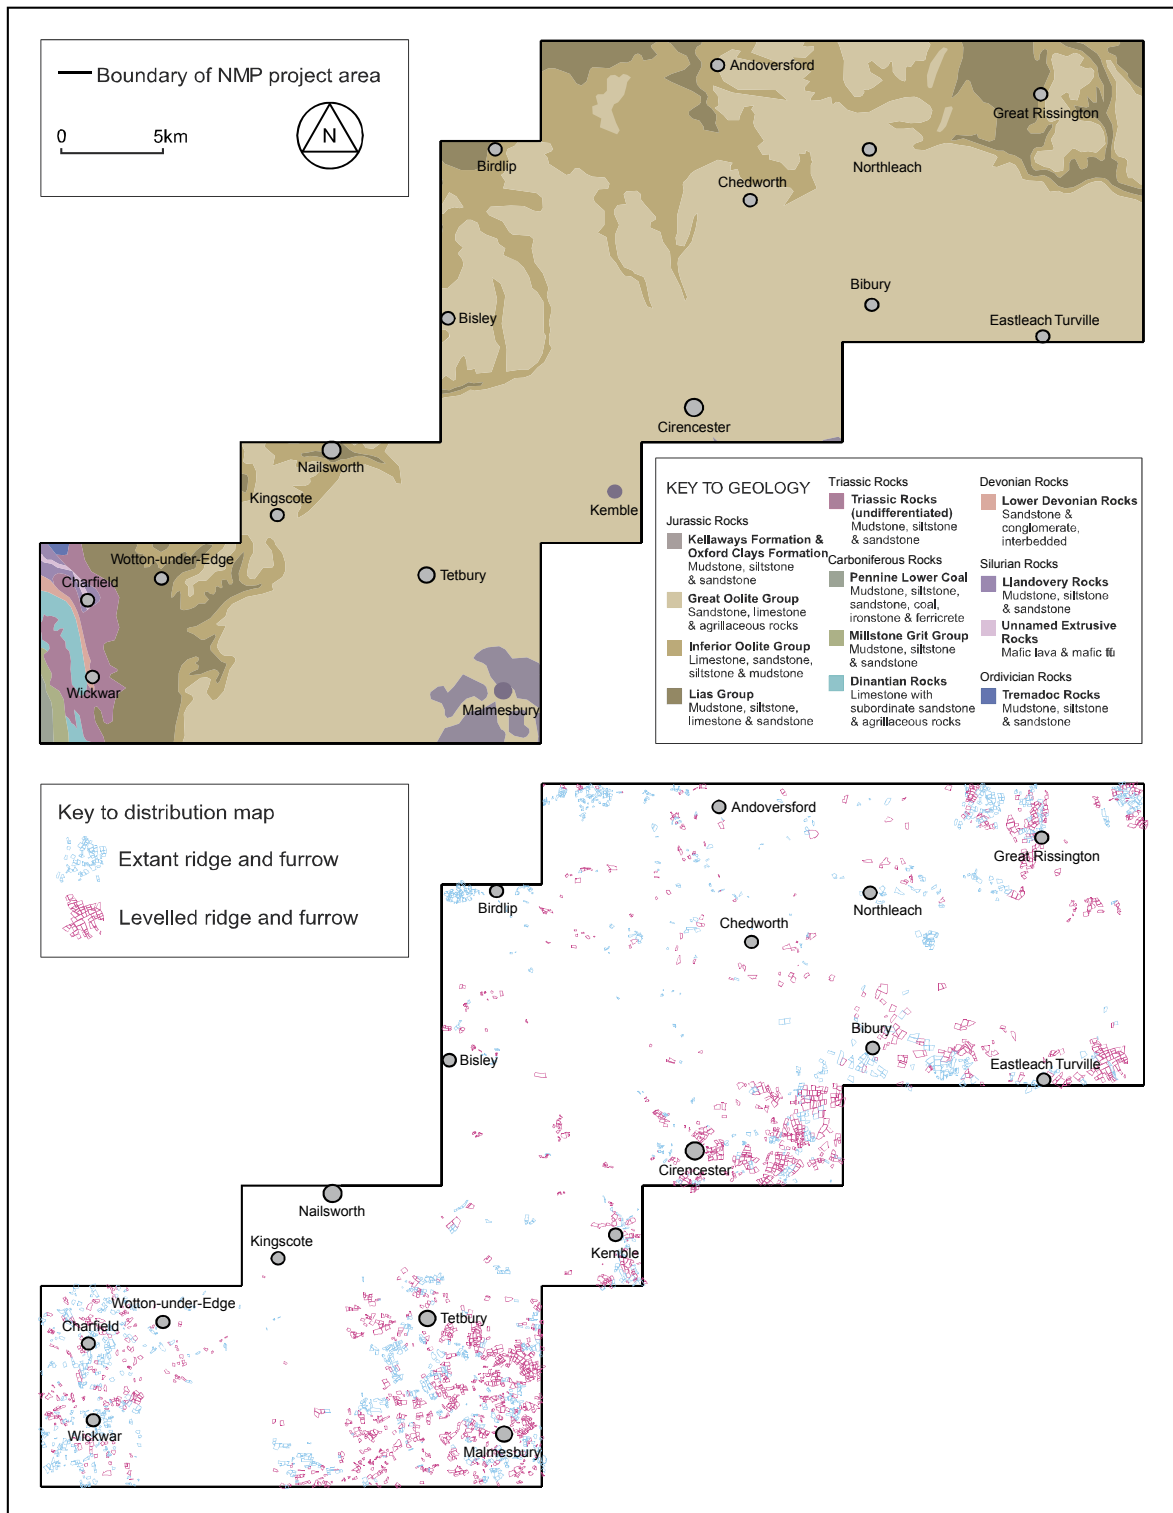 Boundary of NMP project area
0 5km
N
Andoversford
Great Rissington
Birdlip
Northleach
Chedworth
Bibury
Bisley
Eastleach Turville
Cirencester
Nailsworth
Kingscote
Kemble
Wotton-under-Edge
Charfield
Tetbury
Wickwar
Malmesbury
KEY TO GEOLOGY
Jurassic Rocks
Kellaways Formation &
Oxford Clays Formation
Mudstone, siltstone
& sandstone
Great Oolite Group
Sandstone, limestone
& agrillaceous rocks
Inferior Oolite Group
Limestone, sandstone,
siltstone & mudstone
Lias Group
Mudstone, siltstone,
limestone & sandstone
Triassic Rocks
Triassic Rocks
(undifferentiated)
Mudstone, siltstone
& sandstone
Carboniferous Rocks
Pennine Lower Coal
Mudstone, siltstone,
sandstone, coal,
ironstone & ferricrete
Millstone Grit Group
Mudstone, siltstone
& sandstone
Dinantian Rocks
Limestone with
subordinate sandstone
& agrillaceous rocks
Devonian Rocks
Lower Devonian Rocks
Sandstone &
conglomerate,
interbedded
Silurian Rocks
Llandovery Rocks
Mudstone, siltstone
& sandstone
Unnamed Extrusive
Rocks
Mafic lava & mafic
Ordivician Rocks
Tremadoc Rocks
Mudstone, siltstone
& sandstone
Key to distribution map
Extant ridge and furrow
Levelled ridge and furrow
Andoversford
Great Rissington
Birdlip
Northleach
Chedworth
Bibury
Bisley
Eastleach Turville
Cirencester
Nailsworth
Kingscote
Kemble
Wotton-under-Edge
Charfield
Tetbury
Wickwar
Malmesbury